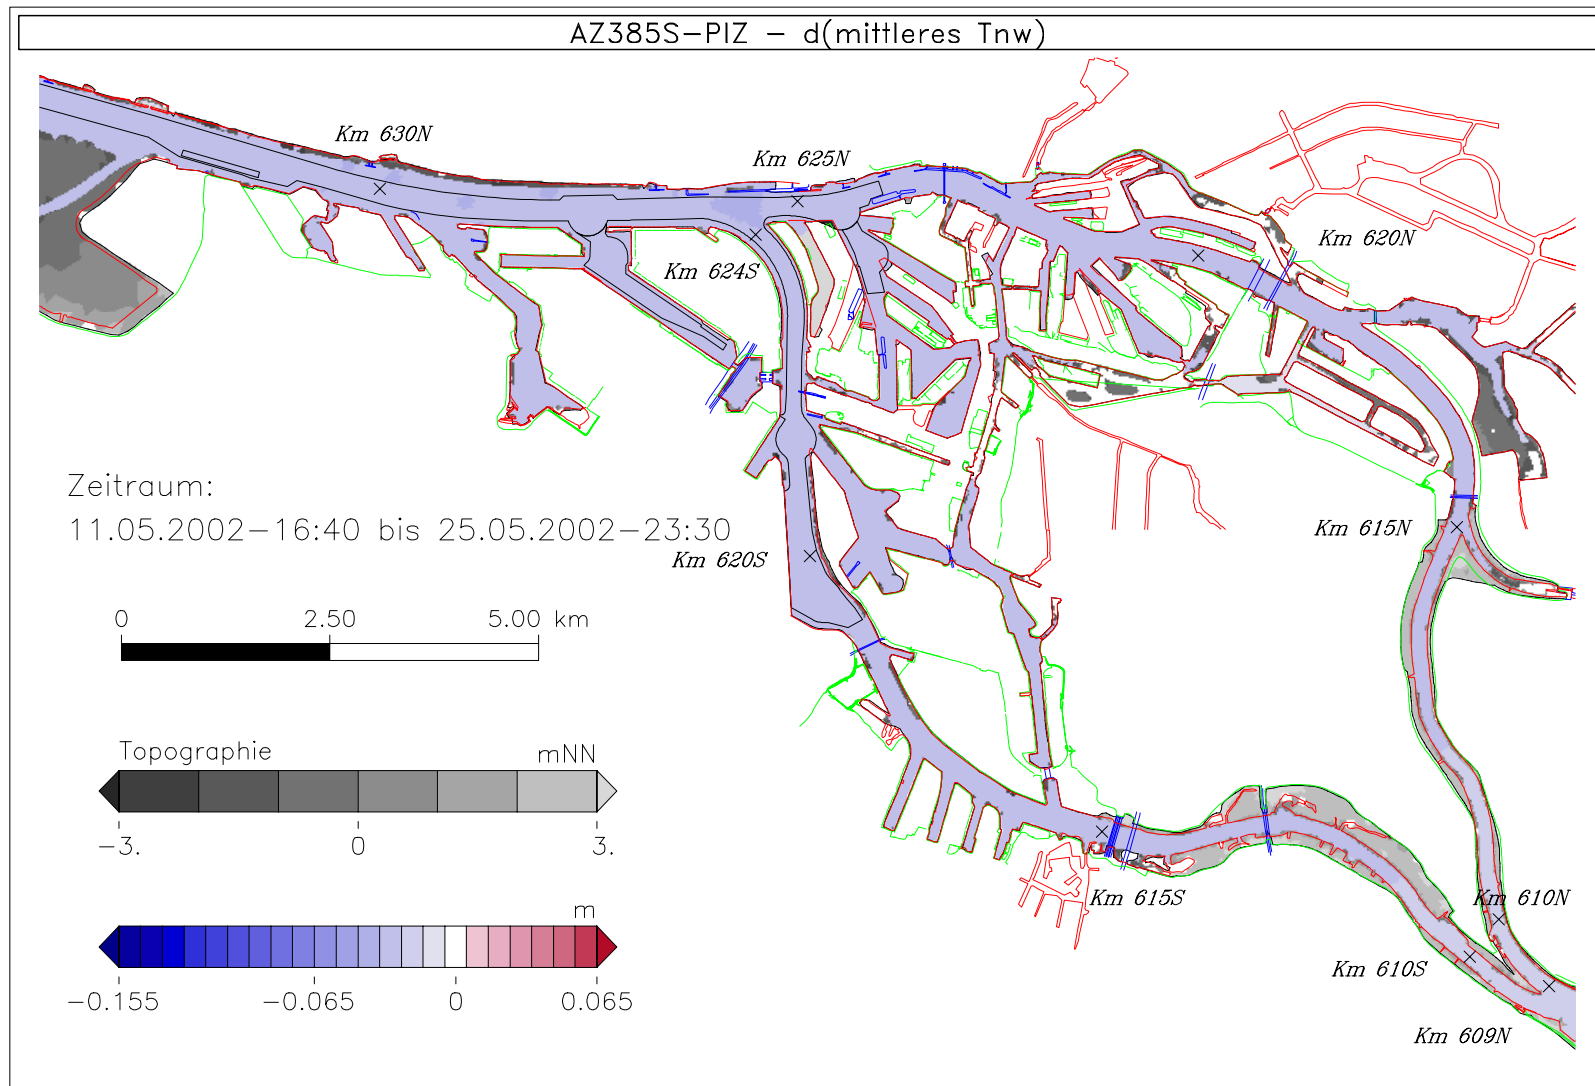 AZ385S-PIZ - d(mittleres Tnw)
Km 630N
Km 625N
Km 620N
Km 624S
Zeitraum:
11.05.2002-16:40 bis 25.05.2002-23:30
Km 615N
Km 620S
0 2.50 5.00 km
Topographie mNN
-3. 0 3.
Km 615S
Km 610N
m
Km 610S
-0.155 -0.065 0 0.065
Km 609N